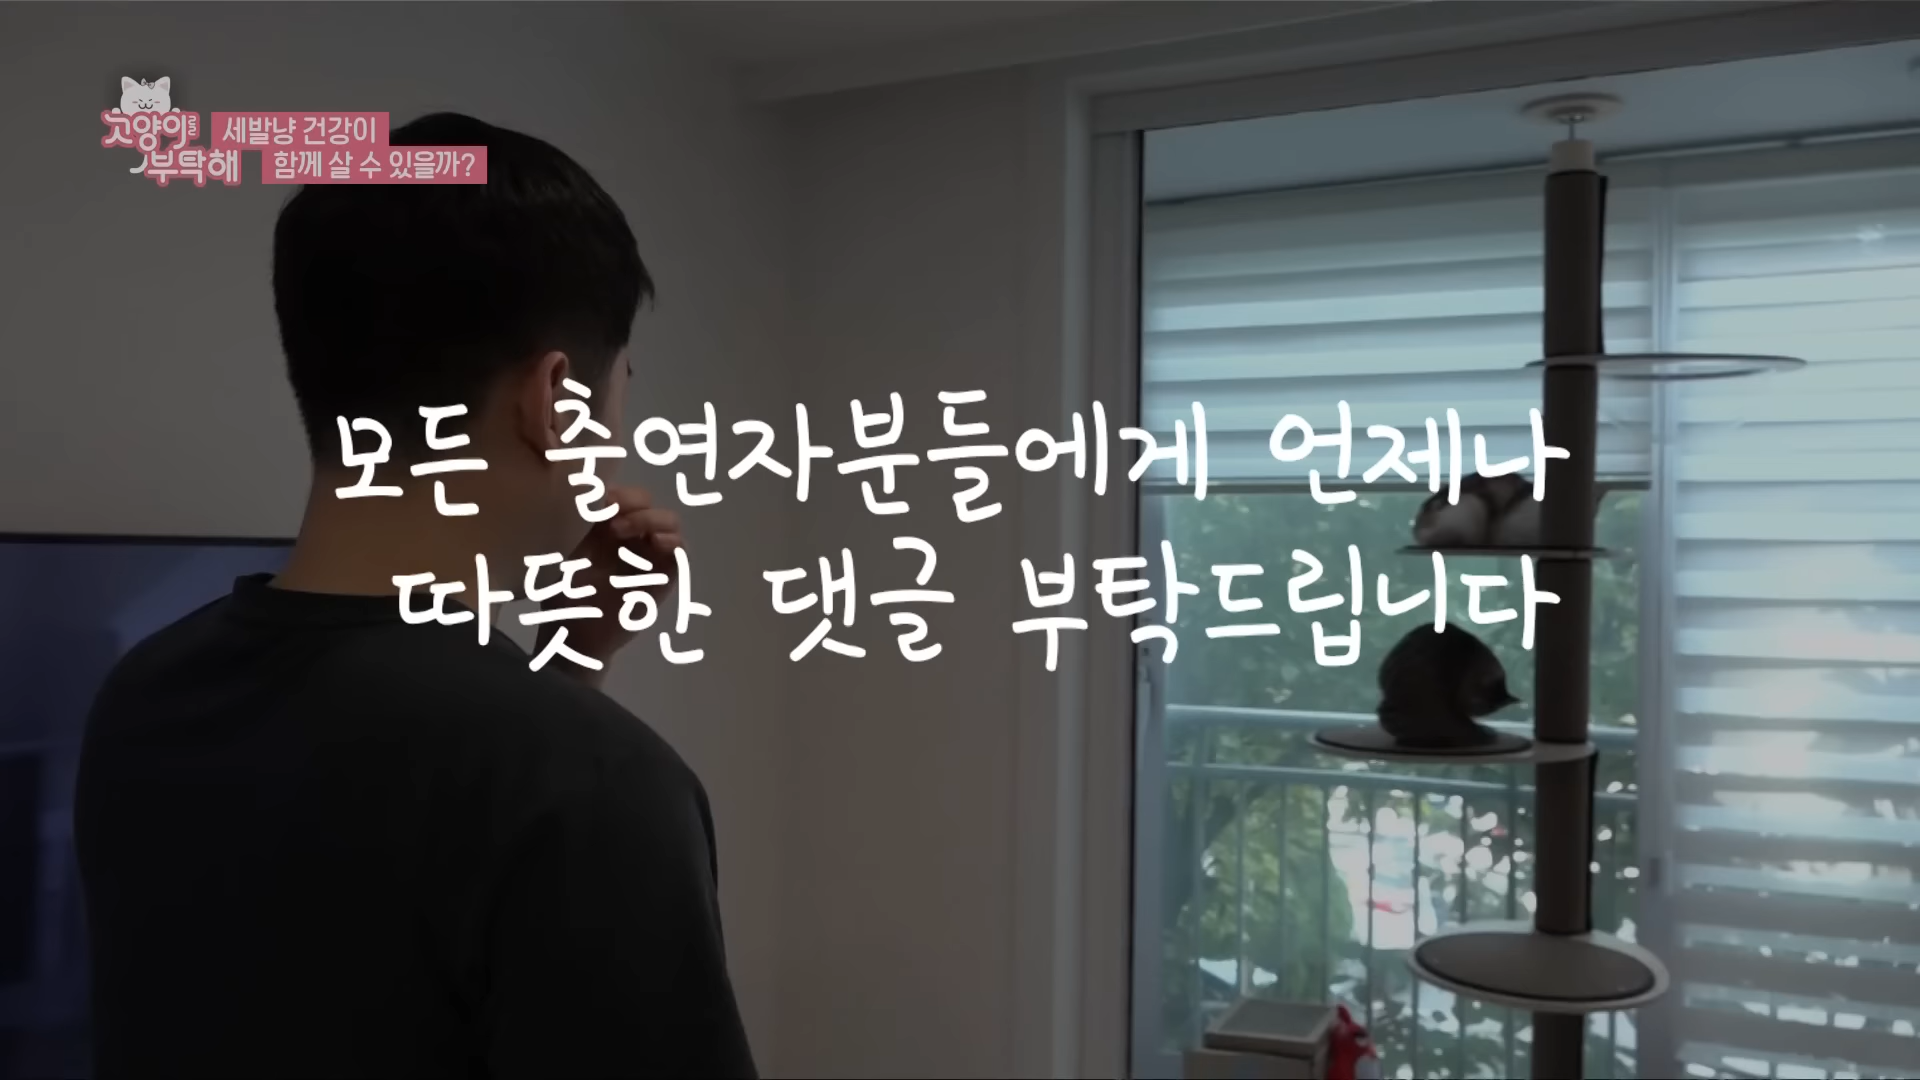 고양이를 부탁해
세발냥 건강이
함께 살 수 있을까?
모든 출연자분들에게 언제나
따뜻한 댓글 부탁드립니다